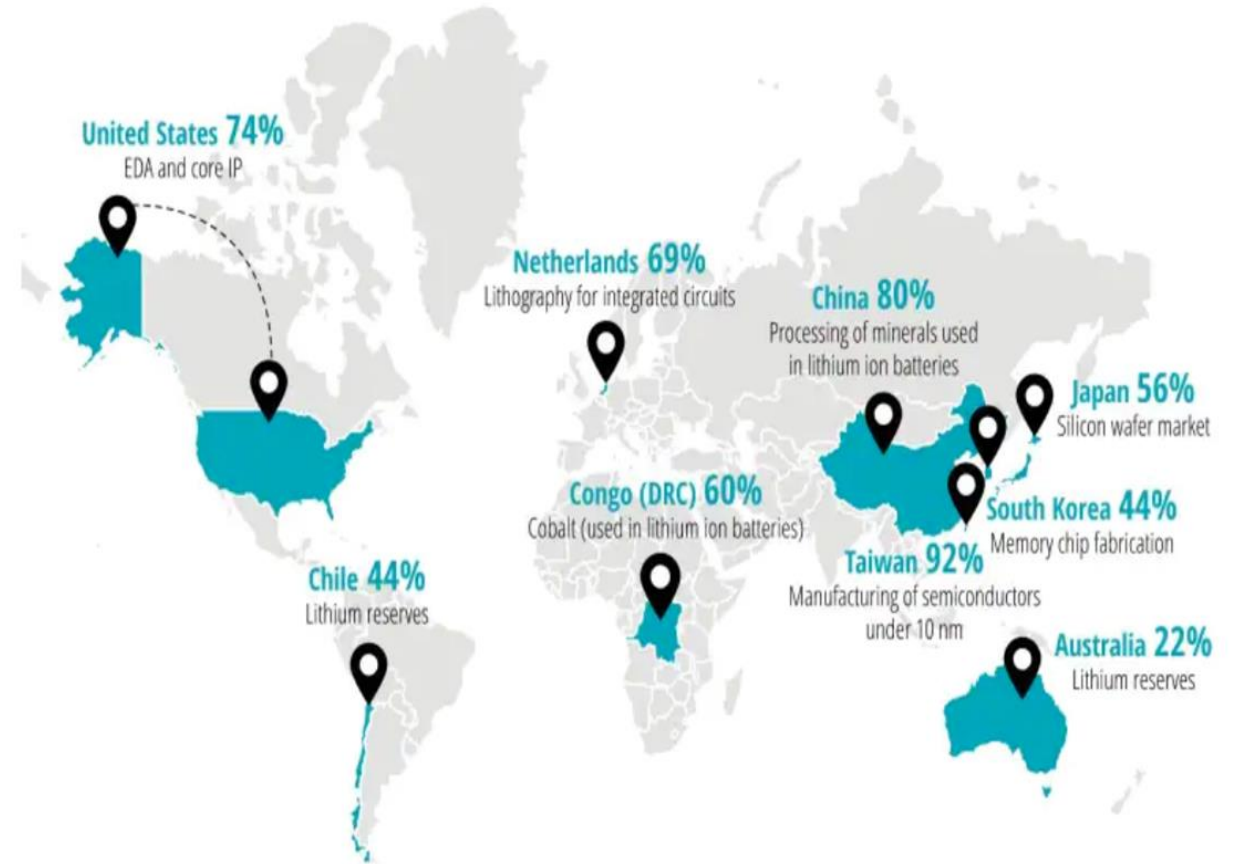 United States 74%
EDA and core IP
Netherlands 69%
Lithography for integrated circuits
China 80%
Processing of minerals used
in lithium ion batteries
Japan 56%
Silicon wafer market
Congo (DRC) 60%
Cobalt (used in lithium ion batteries)
South Korea 44%
Memory chip fabrication
Taiwan 92%
Manufacturing of semiconductors
under 10 nm
Chile 44%
Lithium reserves
Australia 22%
Lithium reserves